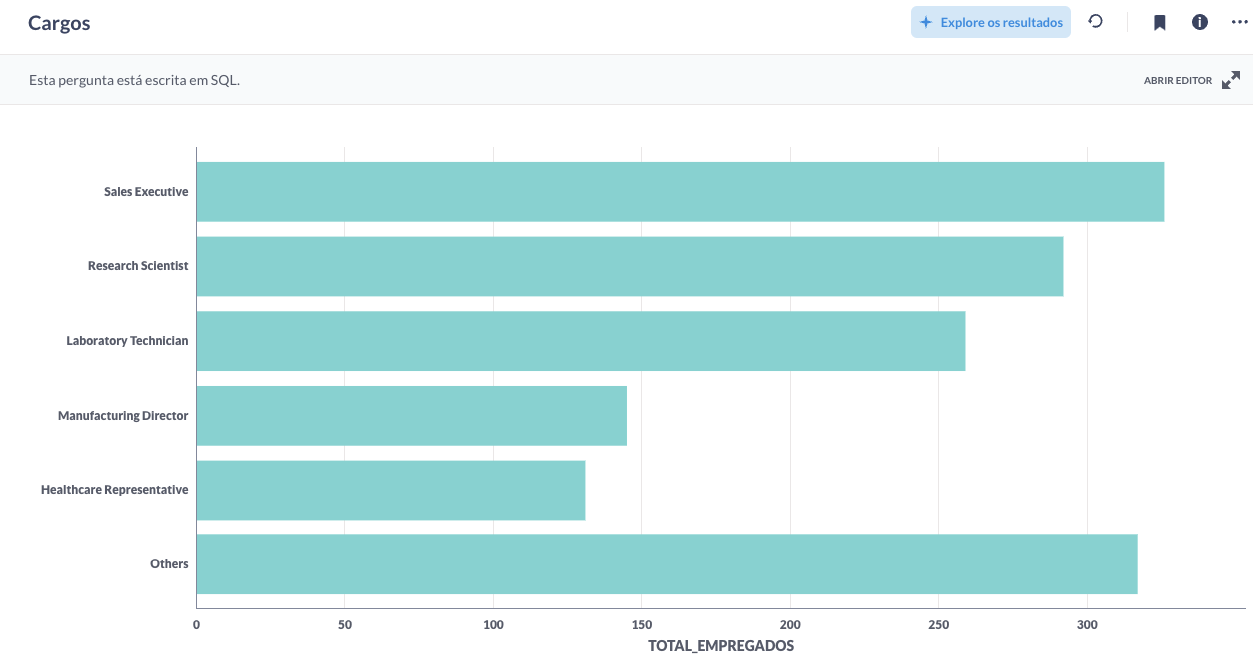 Cargos
Explore os resultados
Esta pergunta está escrita em SQL.
ABRIR EDITOR
Sales Executive
Research Scientist
Laboratory Technician
Manufacturing Director
Healthcare Representative
Others
0 50 100 150 200 250 300
TOTAL_EMPREGADOS